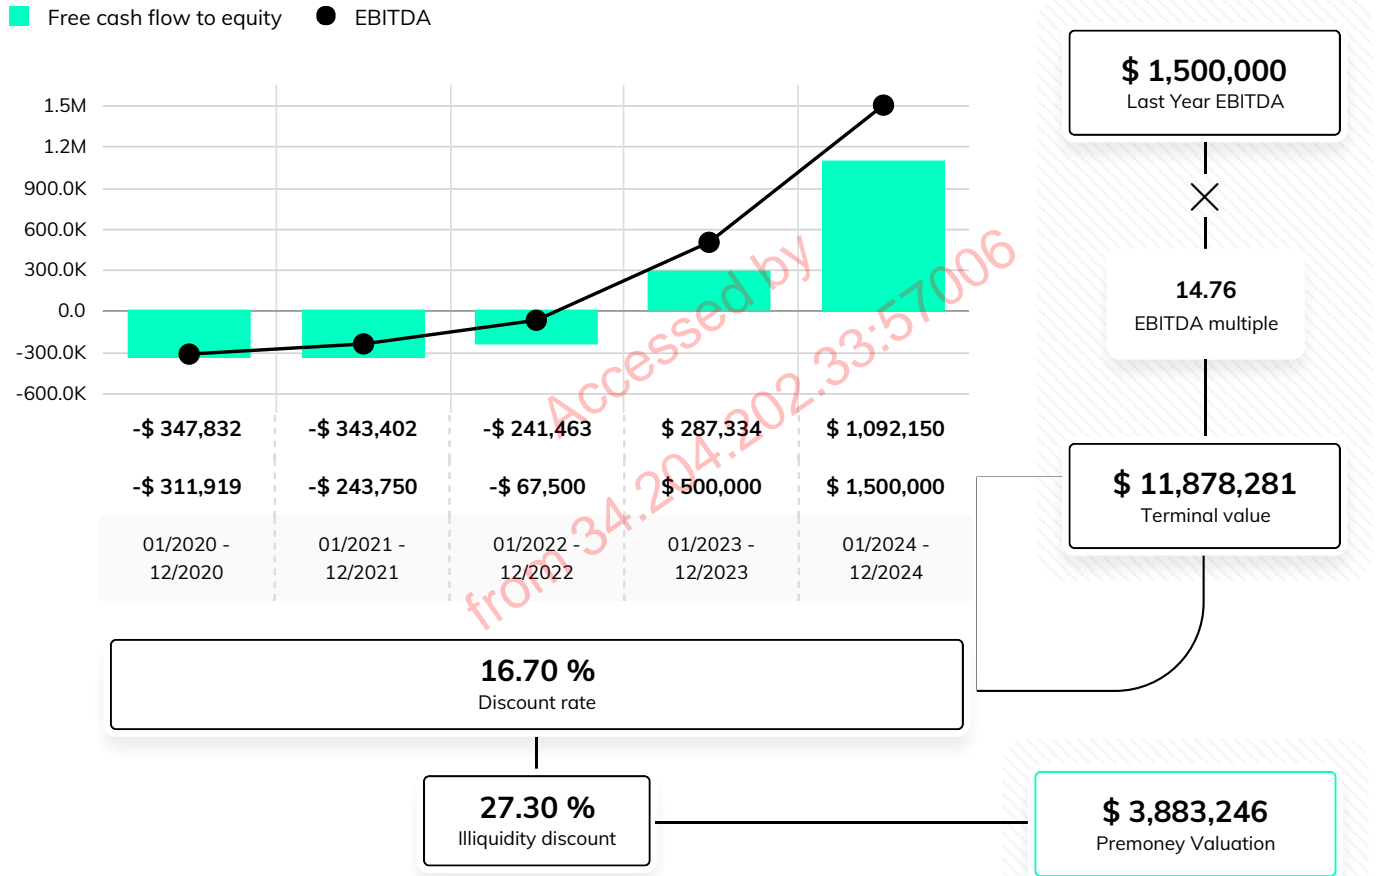 Free cash flow to equity EBITDA
1.5M
1.2M
900.0K
600.0K
300.0K
0.0
-300.0K
-600.0K
-$ 347,832 -$ 343,402 -$ 241,463 $ 287,334 $ 1,092,150
-$ 311,919 -$ 243,750 -$ 67,500 $ 500,000 $ 1,500,000
01/2020 - 01/2021 - 01/2022 - 01/2023 - 01/2024 -
12/2020 12/2021 12/2022 12/2023 12/2024
$ 1,500,000
Last Year EBITDA
14.76
EBITDA multiple
$ 11,878,281
Terminal value
16.70 %
Discount rate
27.30 %
Illiquidity discount
$ 3,883,246
Premoney Valuation
Accessed by
from 34.204.202.33:57006